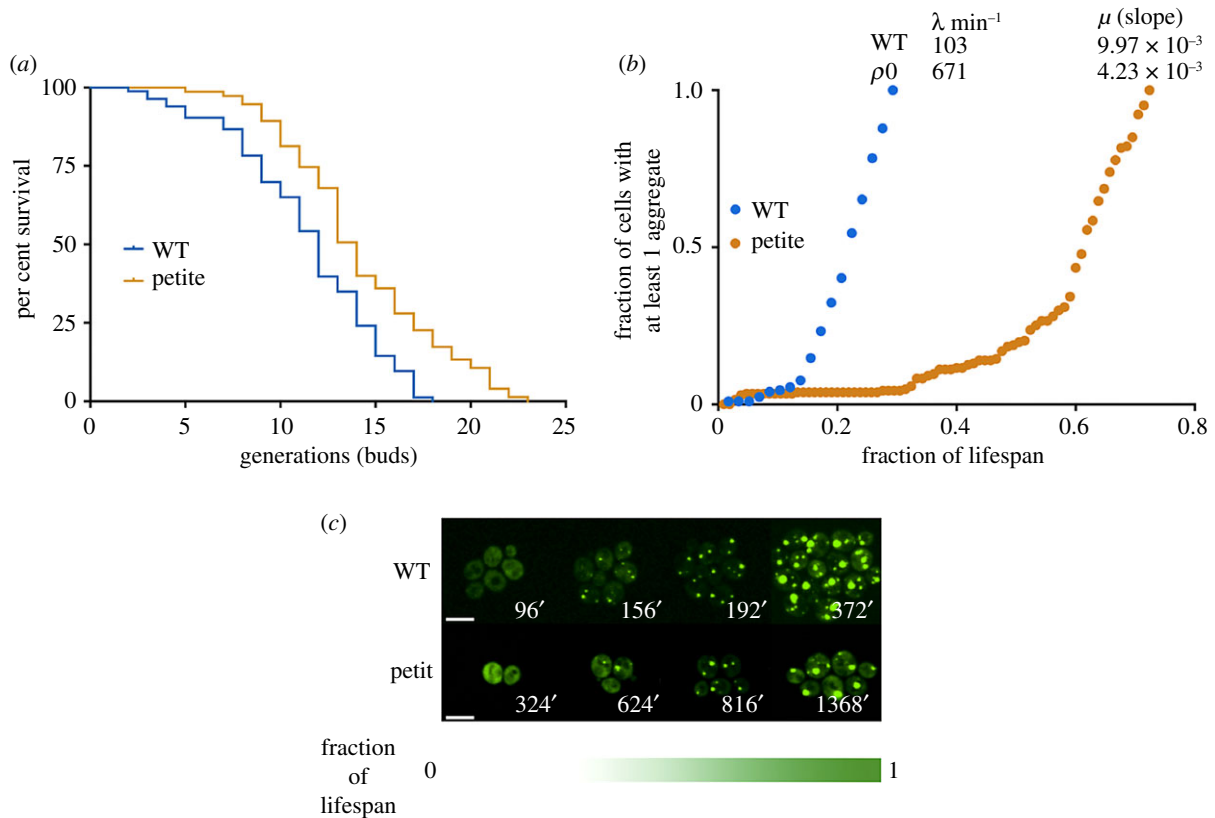 (a)
100
75
50
25
0
per cent survival
WT
petite
0 5 10 15 20 25
generations (buds)
(b)
λ min⁻¹ μ (slope)
WT 103 9.97 × 10⁻³
ρ0 671 4.23 × 10⁻³
1.0
0.5
0
fraction of cells with
at least 1 aggregate
WT
petite
0 0.2 0.4 0.6 0.8
fraction of lifespan
(c)
WT
96′ 156′ 192′ 372′
petit
324′ 624′ 816′ 1368′
fraction
of
lifespan
0 1